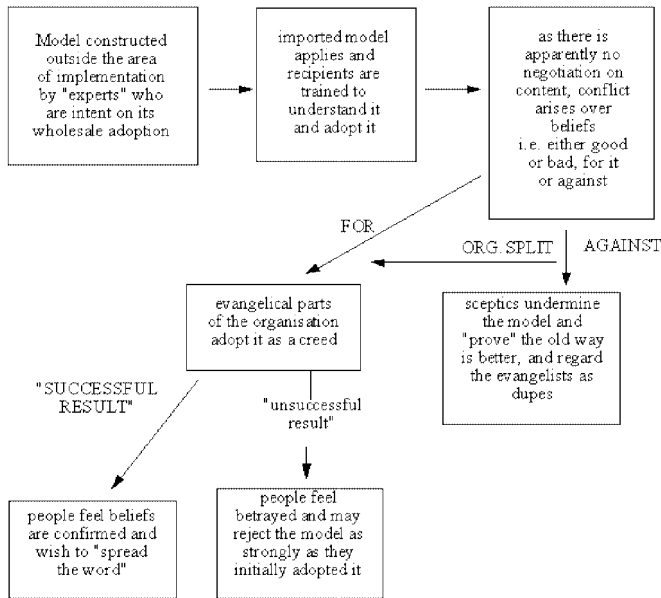 Model constructed
outside the area
of implementation
by "experts" who
are intent on its
wholesale adoption
imported model
applies and
recipients are
trained to
understand it
and adopt it
as there is
apparently no
negotiation on
content, conflict
arises over
beliefs
i.e. either good
or bad, for it
or against
FOR
ORG. SPLIT
AGAINST
evangelical parts
of the organisation
adopt it as a creed
sceptics undermine
the model and
"prove" the old way
is better, and regard
the evangelists as
dupes
"SUCCESSFUL
RESULT"
"unsuccessful
result"
people feel beliefs
are confirmed and
wish to "spread
the word"
people feel
betrayed and may
reject the model as
strongly as they
initially adopted it